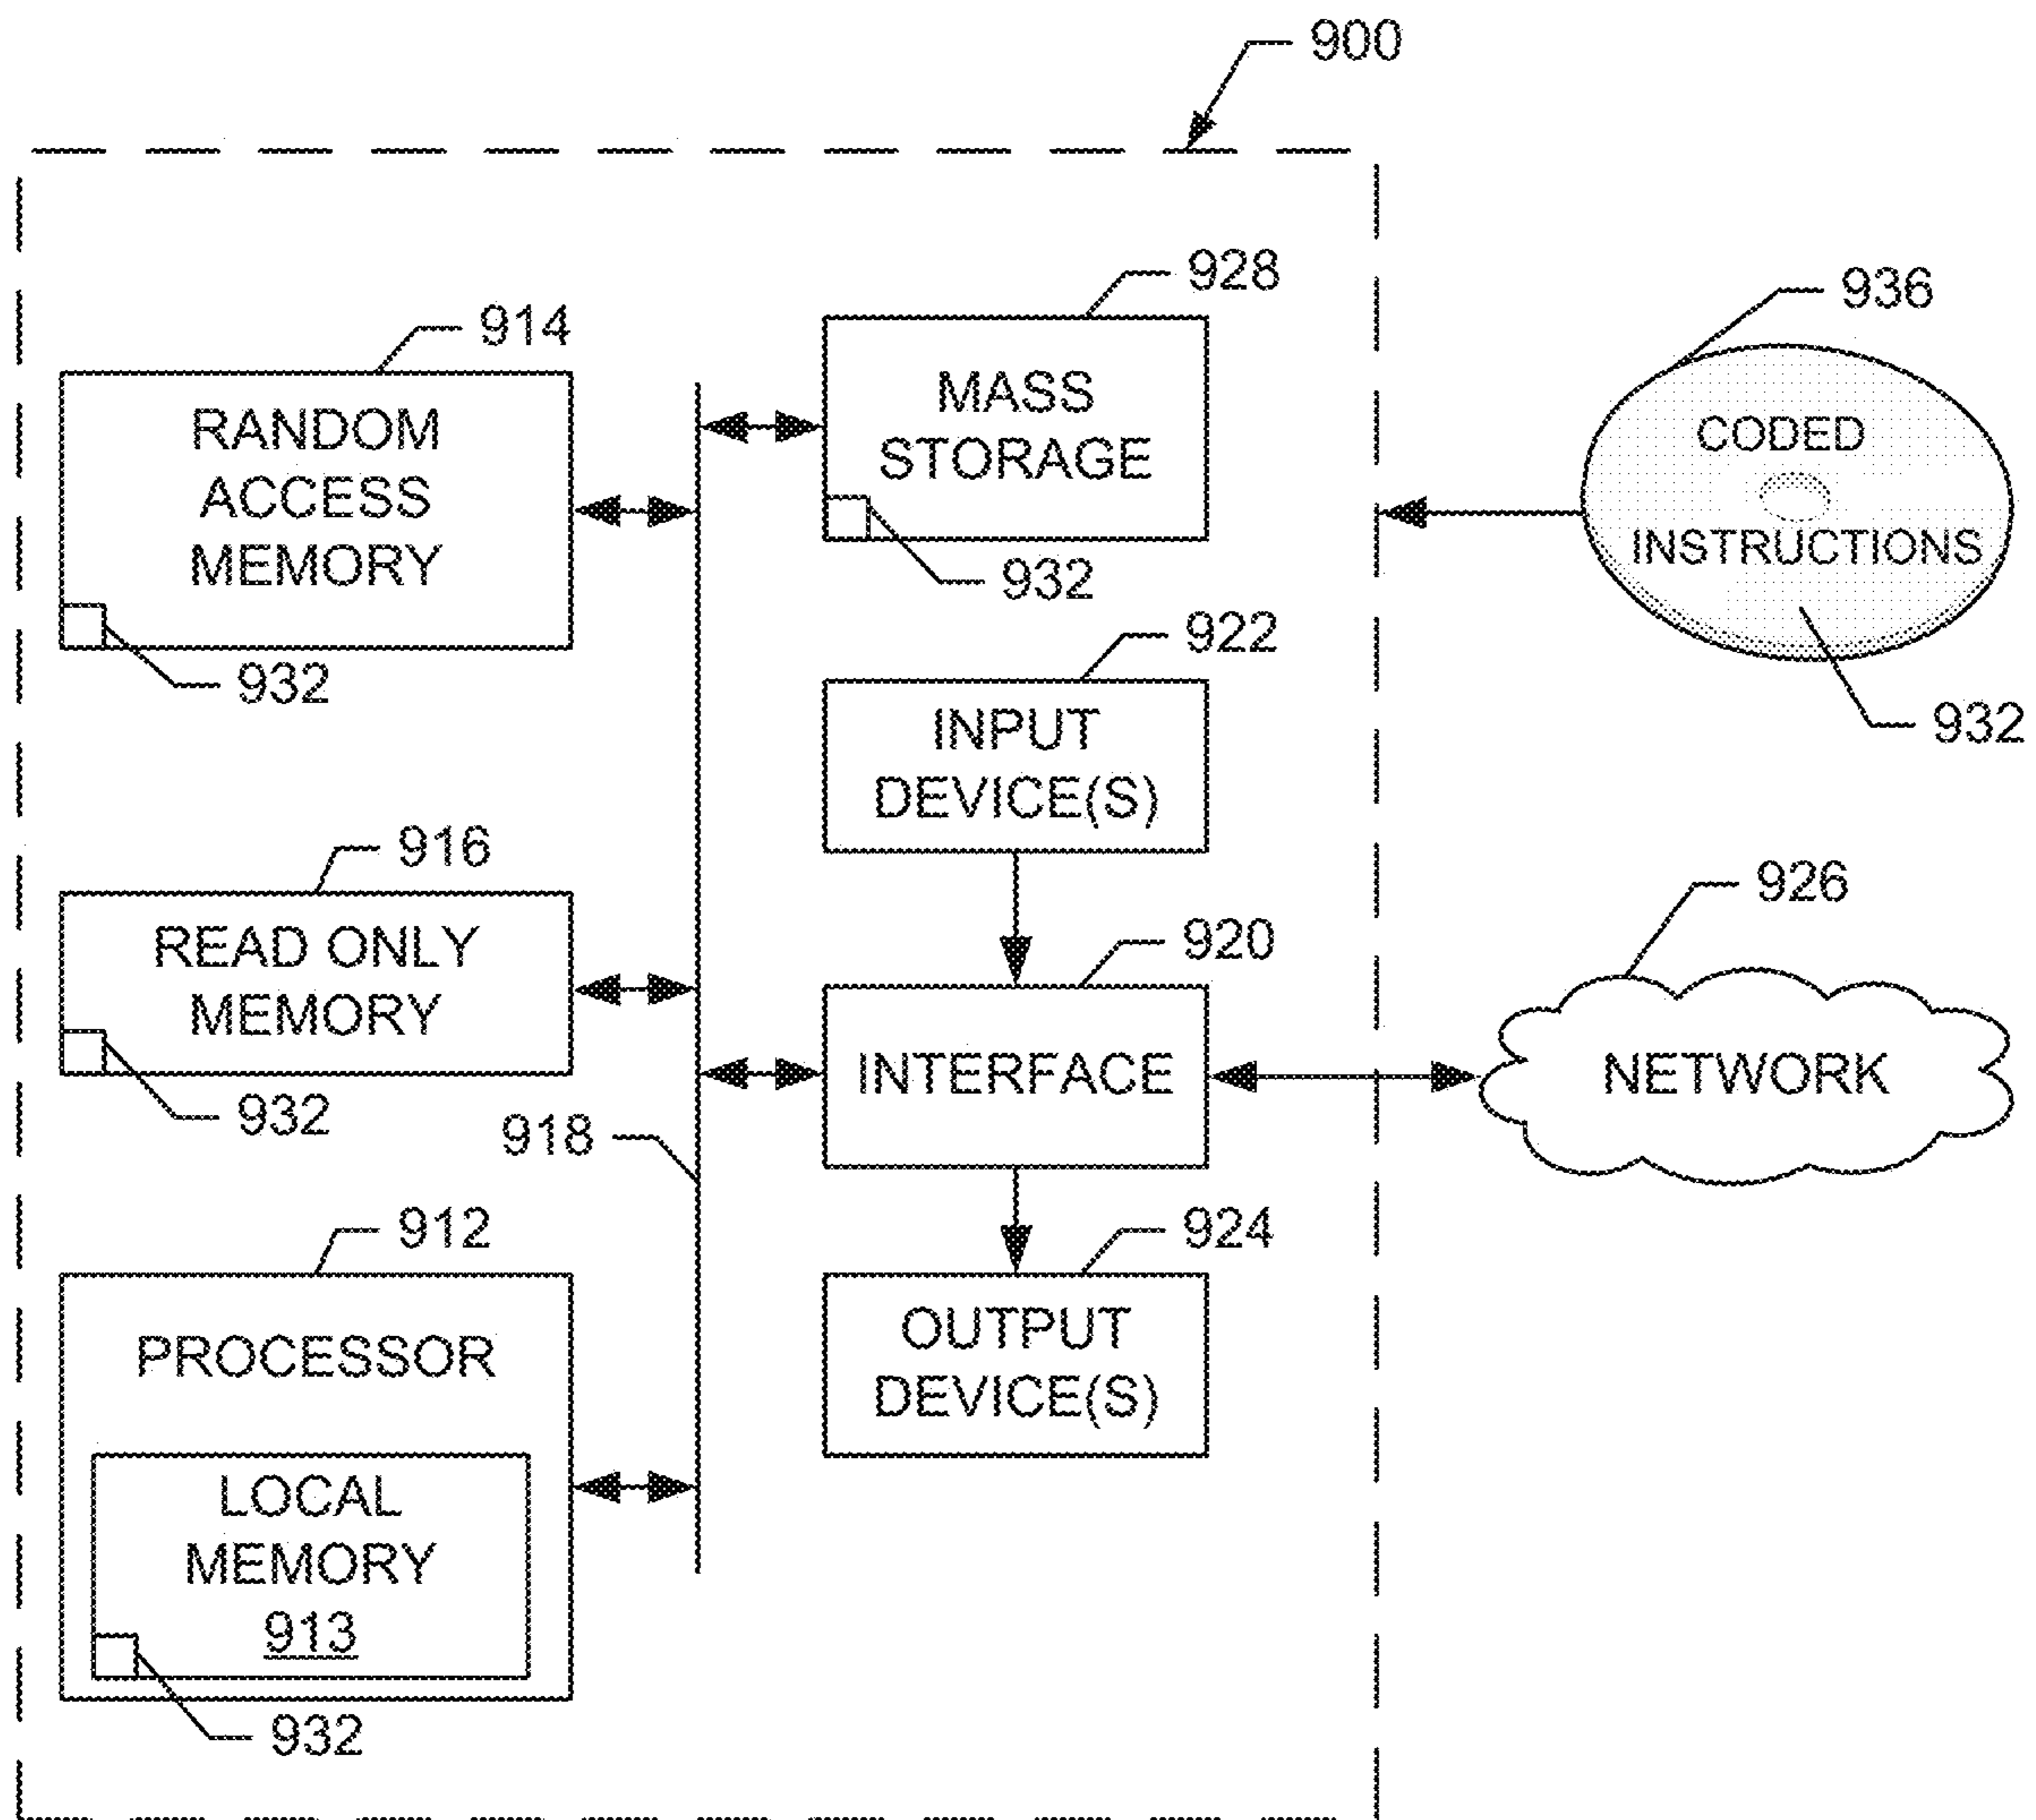 900
928
936
914
MASS
STORAGE
RANDOM
ACCESS
MEMORY
CODED
INSTRUCTIONS
932
932
932
922
INPUT
DEVICE(S)
916
READ ONLY
MEMORY
932
926
920
INTERFACE
NETWORK
918
912
PROCESSOR
LOCAL
MEMORY
913
932
924
OUTPUT
DEVICE(S)